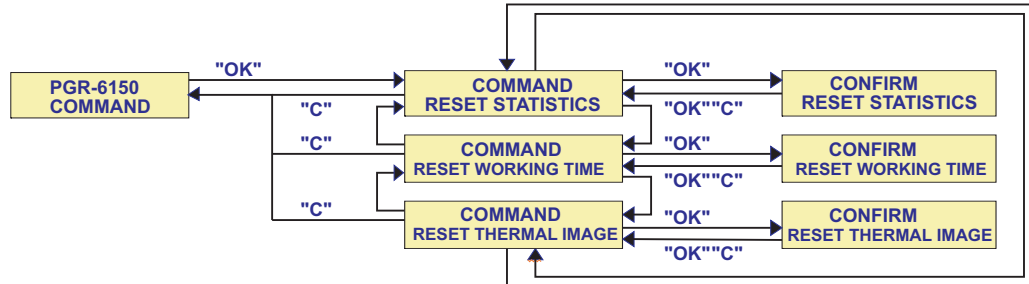 "OK"
PGR-6150
COMMAND
"C"
"C"
"C"
COMMAND
RESET STATISTICS
"OK"
"OK""C"
CONFIRM
RESET STATISTICS
COMMAND
RESET WORKING TIME
"OK"
"OK""C"
CONFIRM
RESET WORKING TIME
COMMAND
RESET THERMAL IMAGE
"OK"
"OK""C"
CONFIRM
RESET THERMAL IMAGE